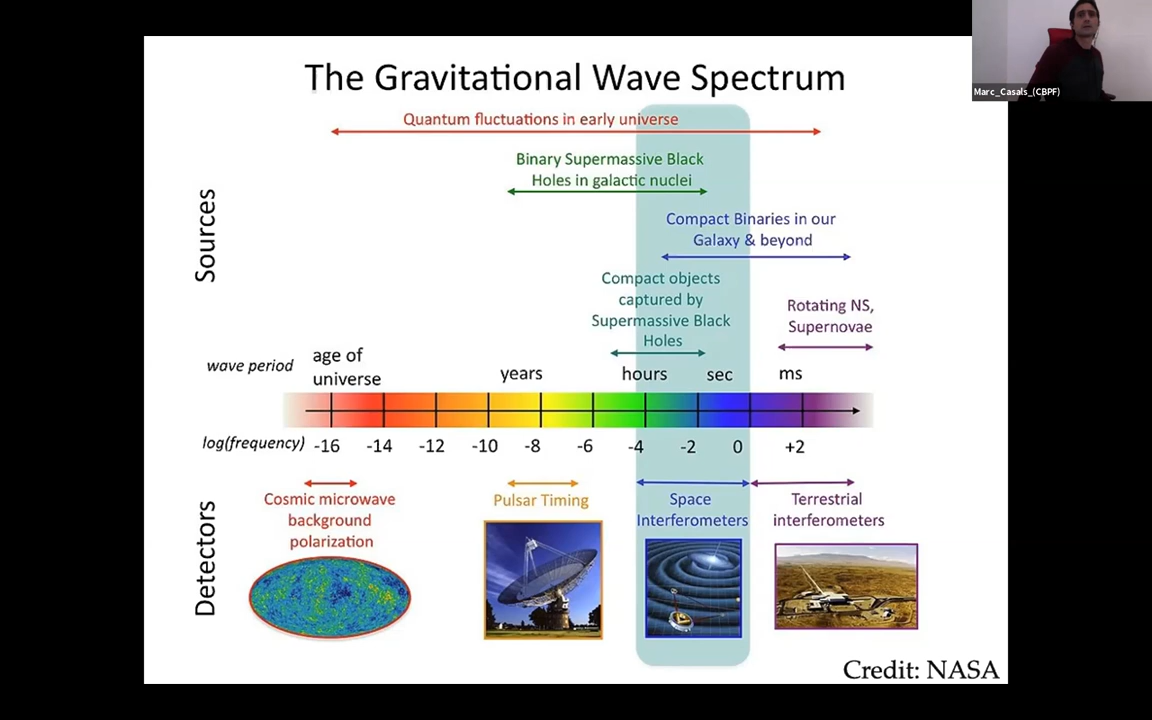 The Gravitational Wave Spectrum
Marc_Casals_(CBPF)
Quantum fluctuations in early universe
Binary Supermassive Black
Holes in galactic nuclei
Compact Binaries in our
Galaxy & beyond
Compact objects
captured by
Supermassive Black
Holes
Rotating NS,
Supernovae
Sources
wave period
age of
universe
years
hours
sec
ms
log(frequency)
-16
-14
-12
-10
-8
-6
-4
-2
0
+2
Detectors
Cosmic microwave
background
polarization
Pulsar Timing
Space
Interferometers
Terrestrial
interferometers
Credit: NASA